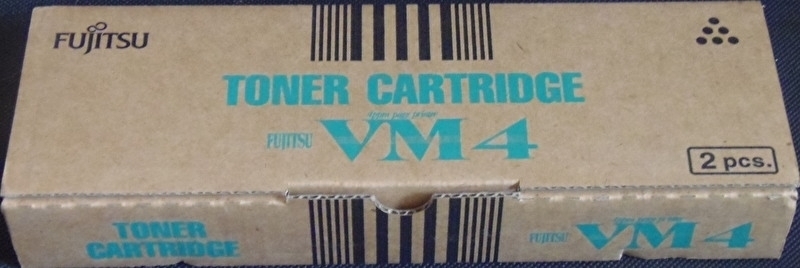 FUJITSU
TONER CARTRIDGE
FUJITSU VM4
2 pcs.
TONER
CARTRIDGE
FUJITSU VM4